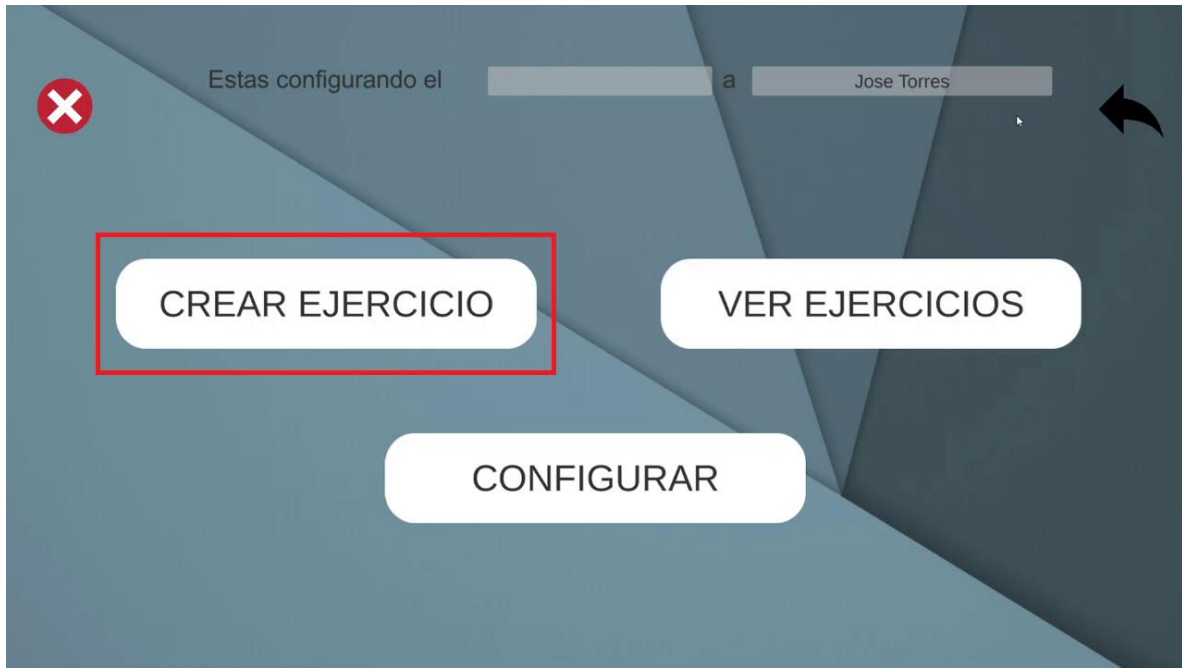 Estas configurando el a Jose Torres
CREAR EJERCICIO
VER EJERCICIOS
CONFIGURAR